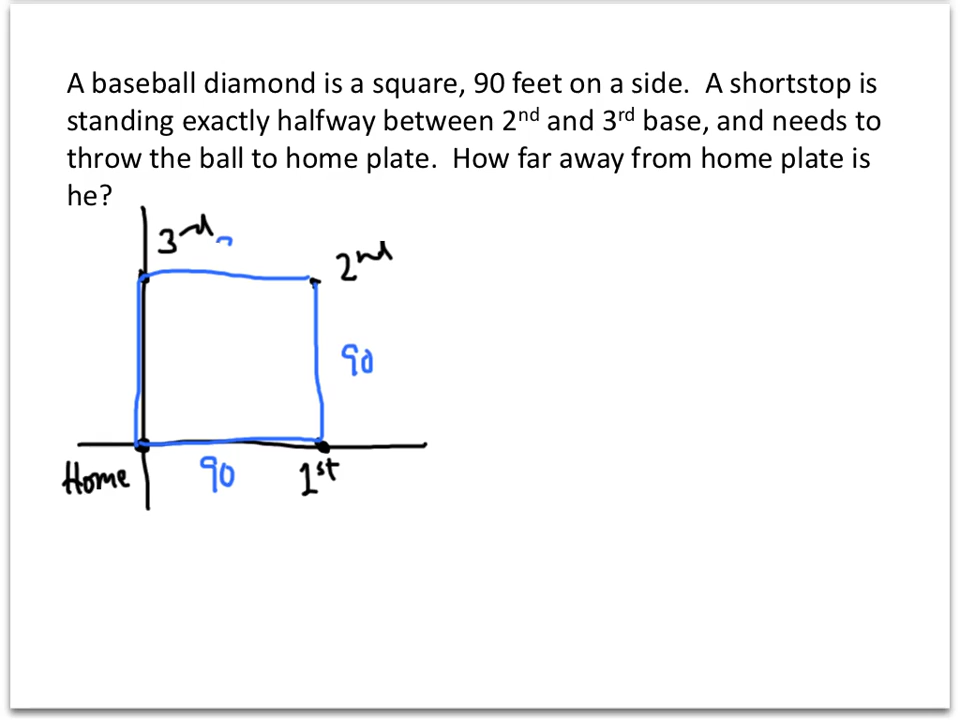 A baseball diamond is a square, 90 feet on a side. A shortstop is
standing exactly halfway between 2nd and 3rd base, and needs to
throw the ball to home plate. How far away from home plate is
he?
3rd
2nd
90
Home
90
1st